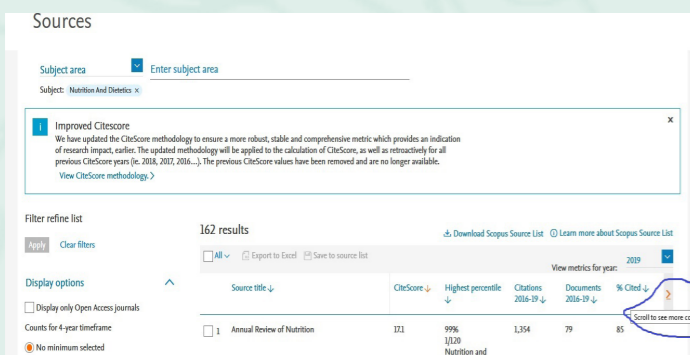 Sources
Subject area Enter subject area
Subject: Nutrition And Dietetics ×
i Improved Citescore x
We have updated the CiteScore methodology to ensure a more robust, stable and comprehensive metric which provides an indication
of research impact, earlier. The updated methodology will be applied to the calculation of CiteScore, as well as retroactively for all
previous CiteScore years (ie. 2018, 2017, 2016....). The previous CiteScore values have been removed and are no longer available.
View CiteScore methodology. >
Filter refine list
Apply Clear filters
Display options
Display only Open Access journals
Counts for 4-year timeframe
No minimum selected
162 results
Download Scopus Source List Learn more about Scopus Source List
All Export to Excel Save to source list
View metrics for year: 2019
Source title ↓ CiteScore ↓ Highest percentile ↓ Citations 2016-19 ↓ Documents 2016-19 ↓ % Cited ↓ >
Scroll to see more co
1 Annual Review of Nutrition 17.1 99% 1,354 79 85
1/120
Nutrition and